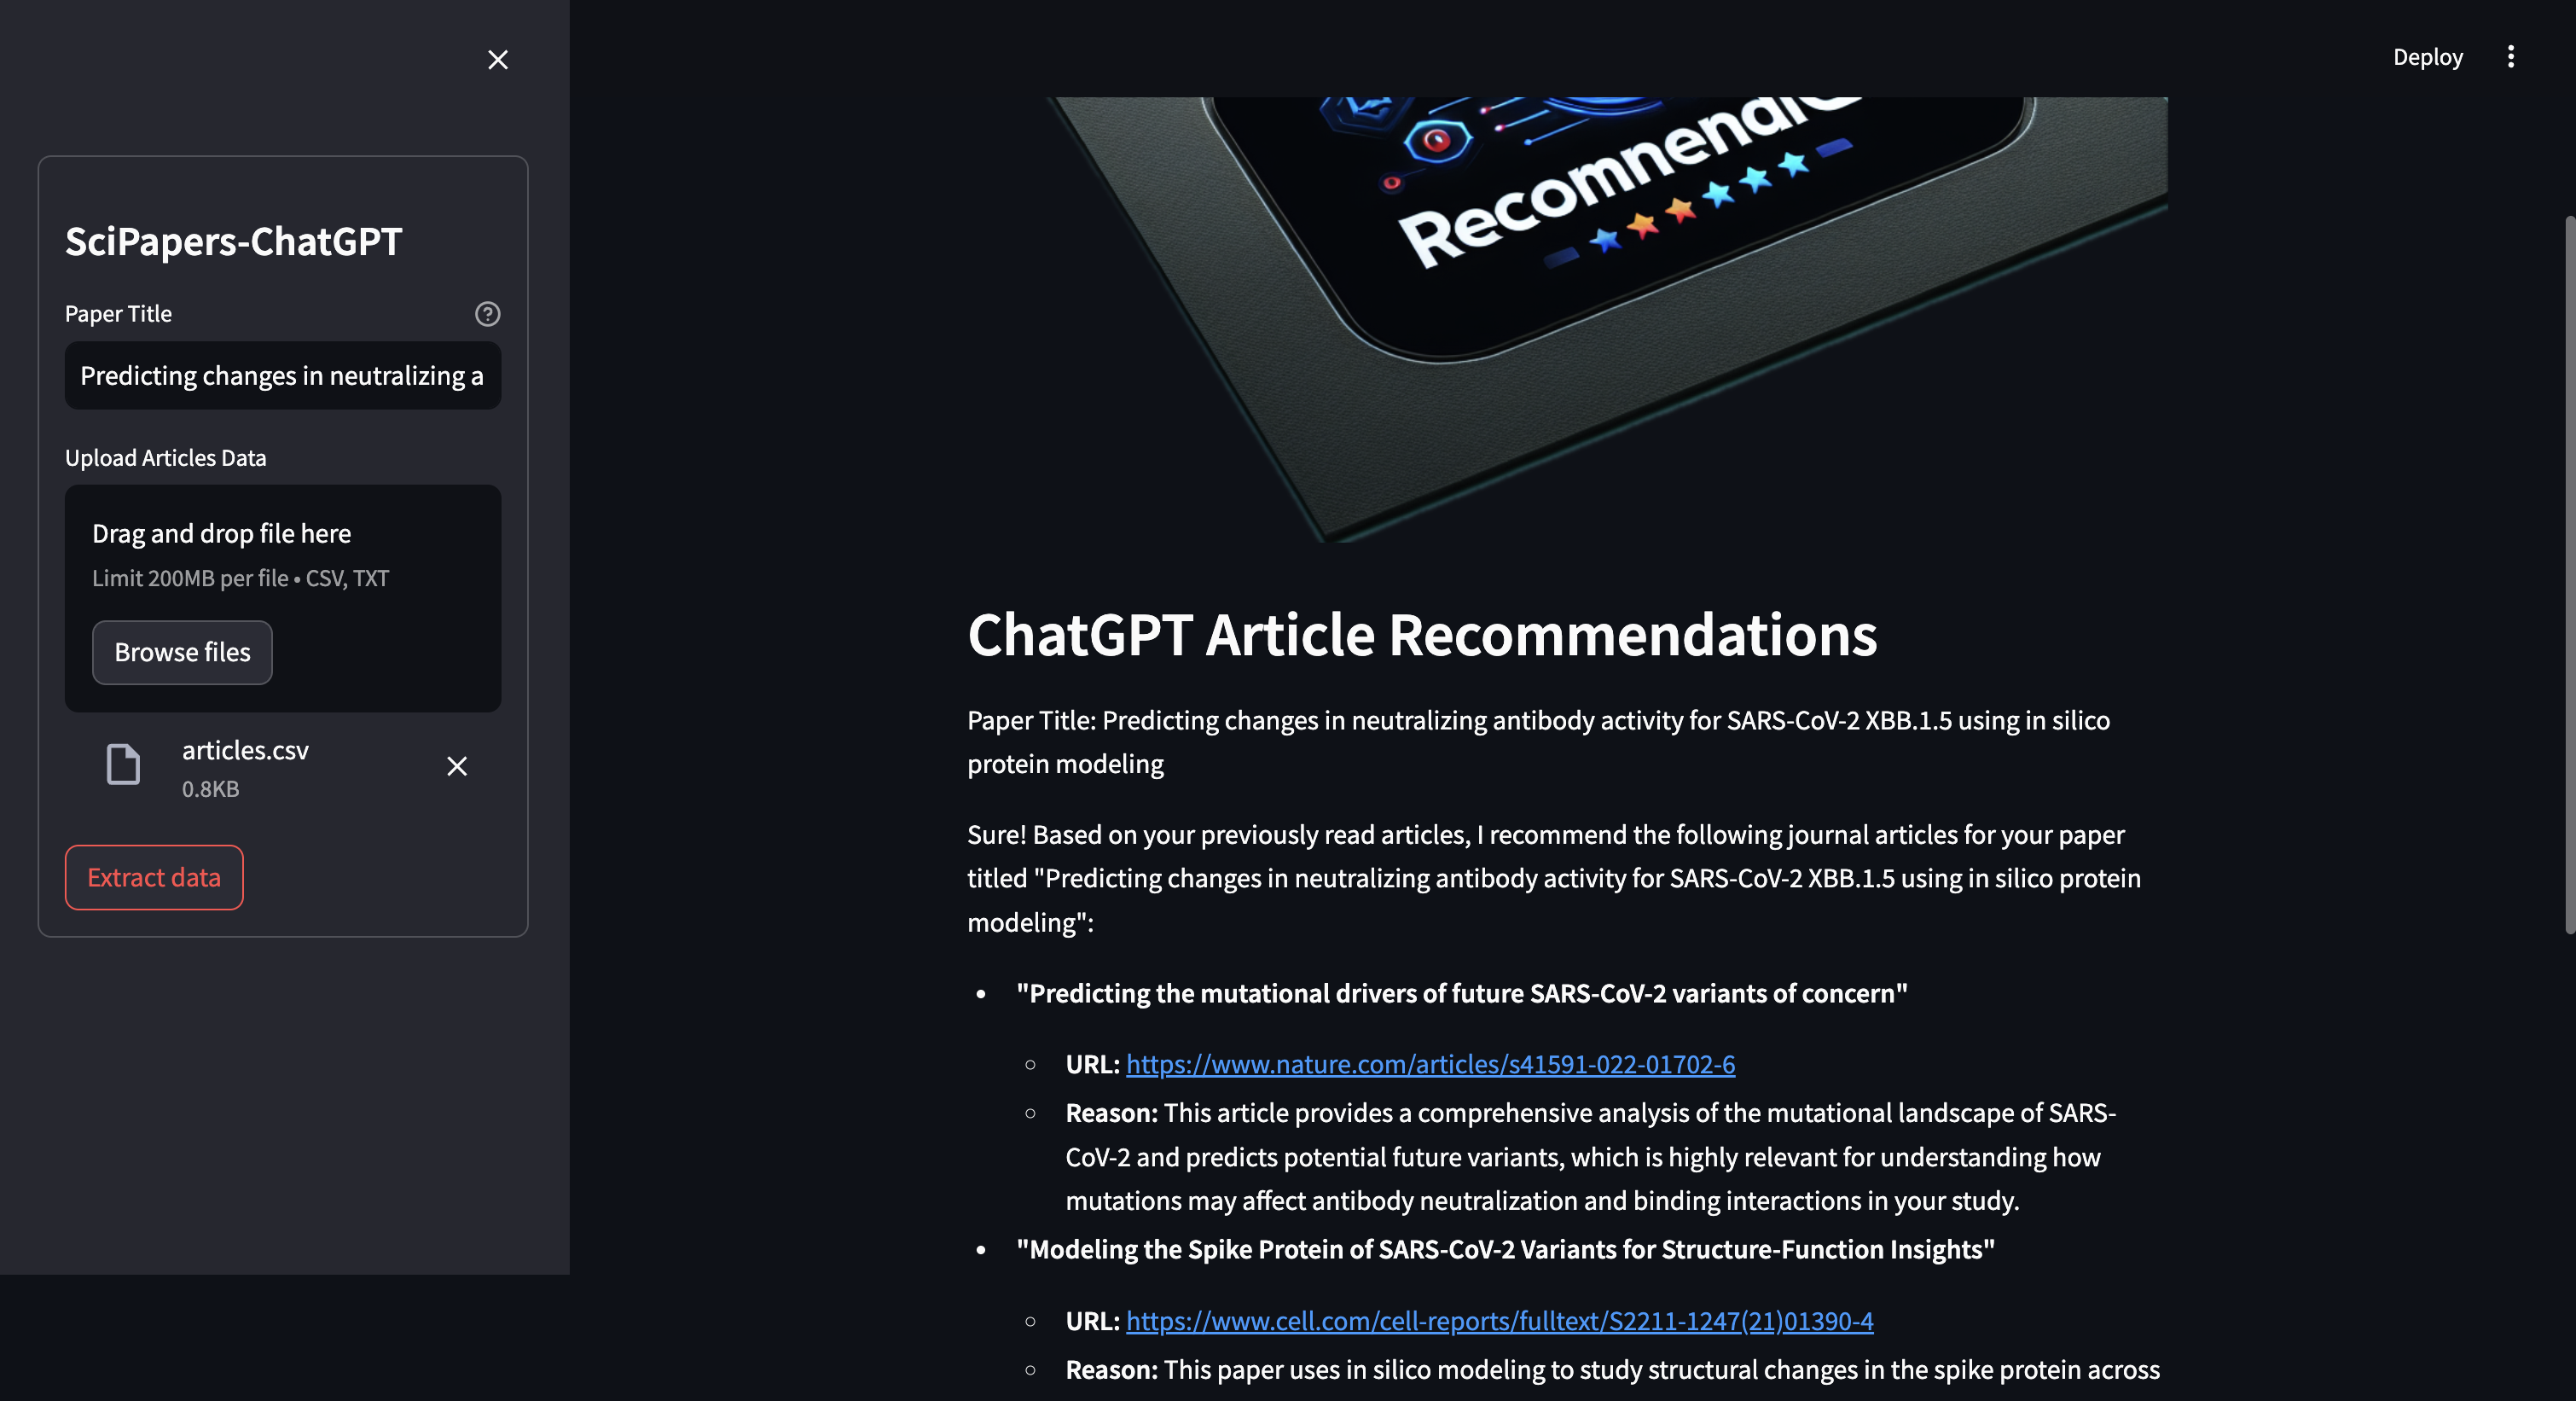 Deploy
SciPapers-ChatGPT
Paper Title
Predicting changes in neutralizing a
Upload Articles Data
Drag and drop file here
Limit 200MB per file • CSV, TXT
Browse files
articles.csv
0.8KB
Extract data
ChatGPT Article Recommendations
Paper Title: Predicting changes in neutralizing antibody activity for SARS-CoV-2 XBB.1.5 using in silico
protein modeling
Sure! Based on your previously read articles, I recommend the following journal articles for your paper
titled "Predicting changes in neutralizing antibody activity for SARS-CoV-2 XBB.1.5 using in silico protein
modeling":
• "Predicting the mutational drivers of future SARS-CoV-2 variants of concern"
○ URL: https://www.nature.com/articles/s41591-022-01702-6
○ Reason: This article provides a comprehensive analysis of the mutational landscape of SARS-
CoV-2 and predicts potential future variants, which is highly relevant for understanding how
mutations may affect antibody neutralization and binding interactions in your study.
• "Modeling the Spike Protein of SARS-CoV-2 Variants for Structure-Function Insights"
○ URL: https://www.cell.com/cell-reports/fulltext/S2211-1247(21)01390-4
○ Reason: This paper uses in silico modeling to study structural changes in the spike protein across